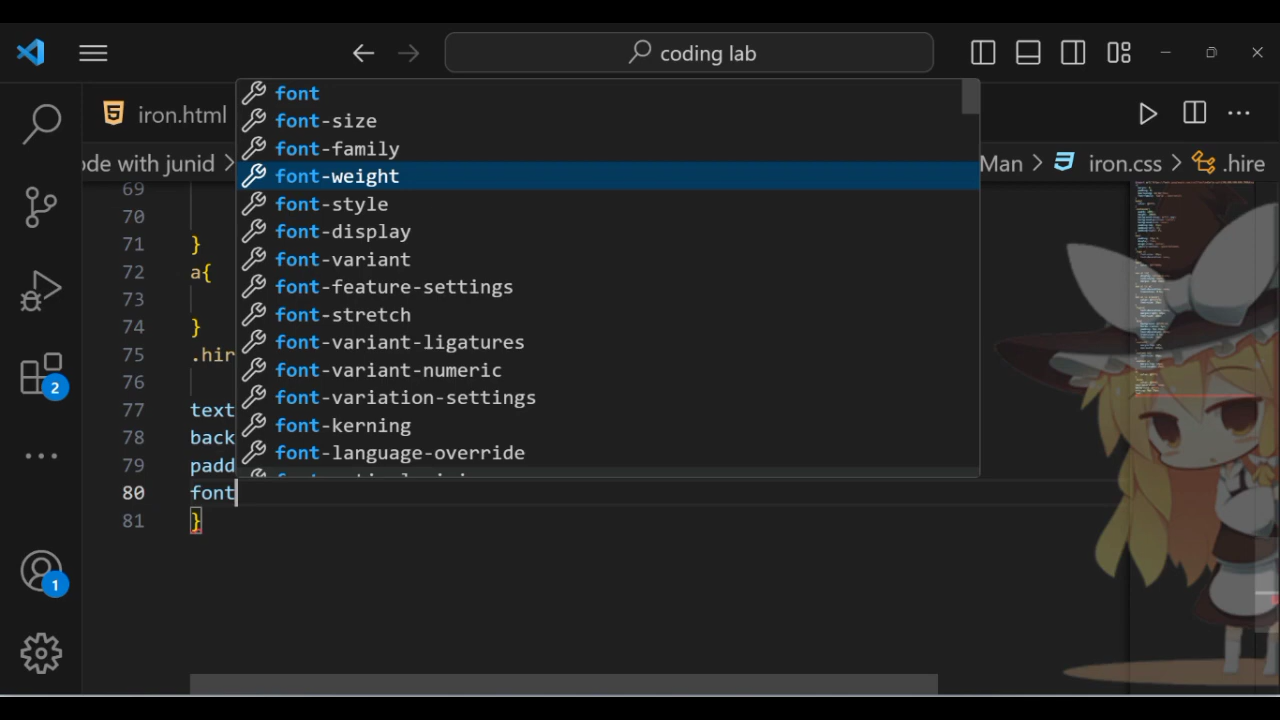 coding lab
iron.html
ode with junid > Man > iron.css > .hire
font
font-size
font-family
font-weight
font-style
font-display
font-variant
font-feature-settings
font-stretch
font-variant-ligatures
font-variant-numeric
font-variation-settings
font-kerning
font-language-override
69
70
71 }
72 a{
73
74 }
75 .hir
76
77 text
78 back
79 padd
80 font
81 }
2
1